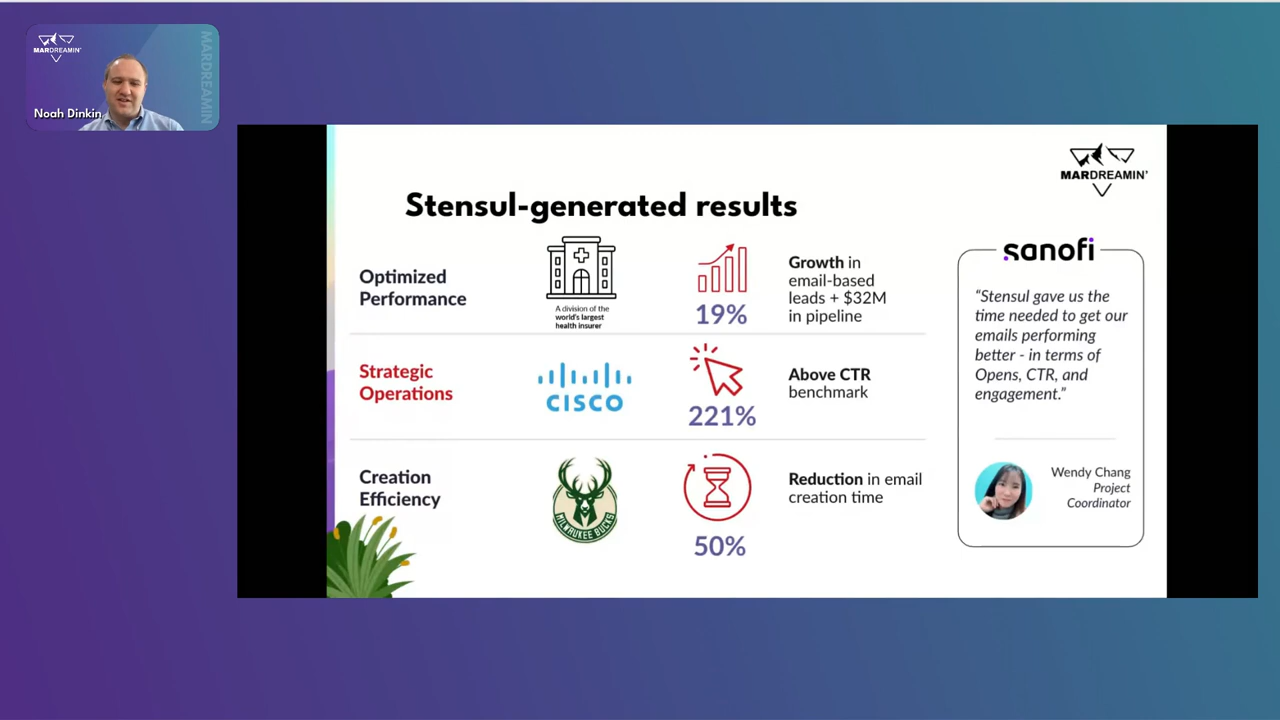 MARDREAMIN'
MARDREAMIN
Noah Dinkin
MARDREAMIN'
Stensul-generated results
Optimized
Performance
A division of the
world's largest
health insurer
19%
Growth in
email-based
leads + $32M
in pipeline
Strategic
Operations
CISCO
221%
Above CTR
benchmark
Creation
Efficiency
MILWAUKEE BUCKS
50%
Reduction in email
creation time
sanofi
“Stensul gave us the
time needed to get our
emails performing
better - in terms of
Opens, CTR, and
engagement.”
Wendy Chang
Project
Coordinator